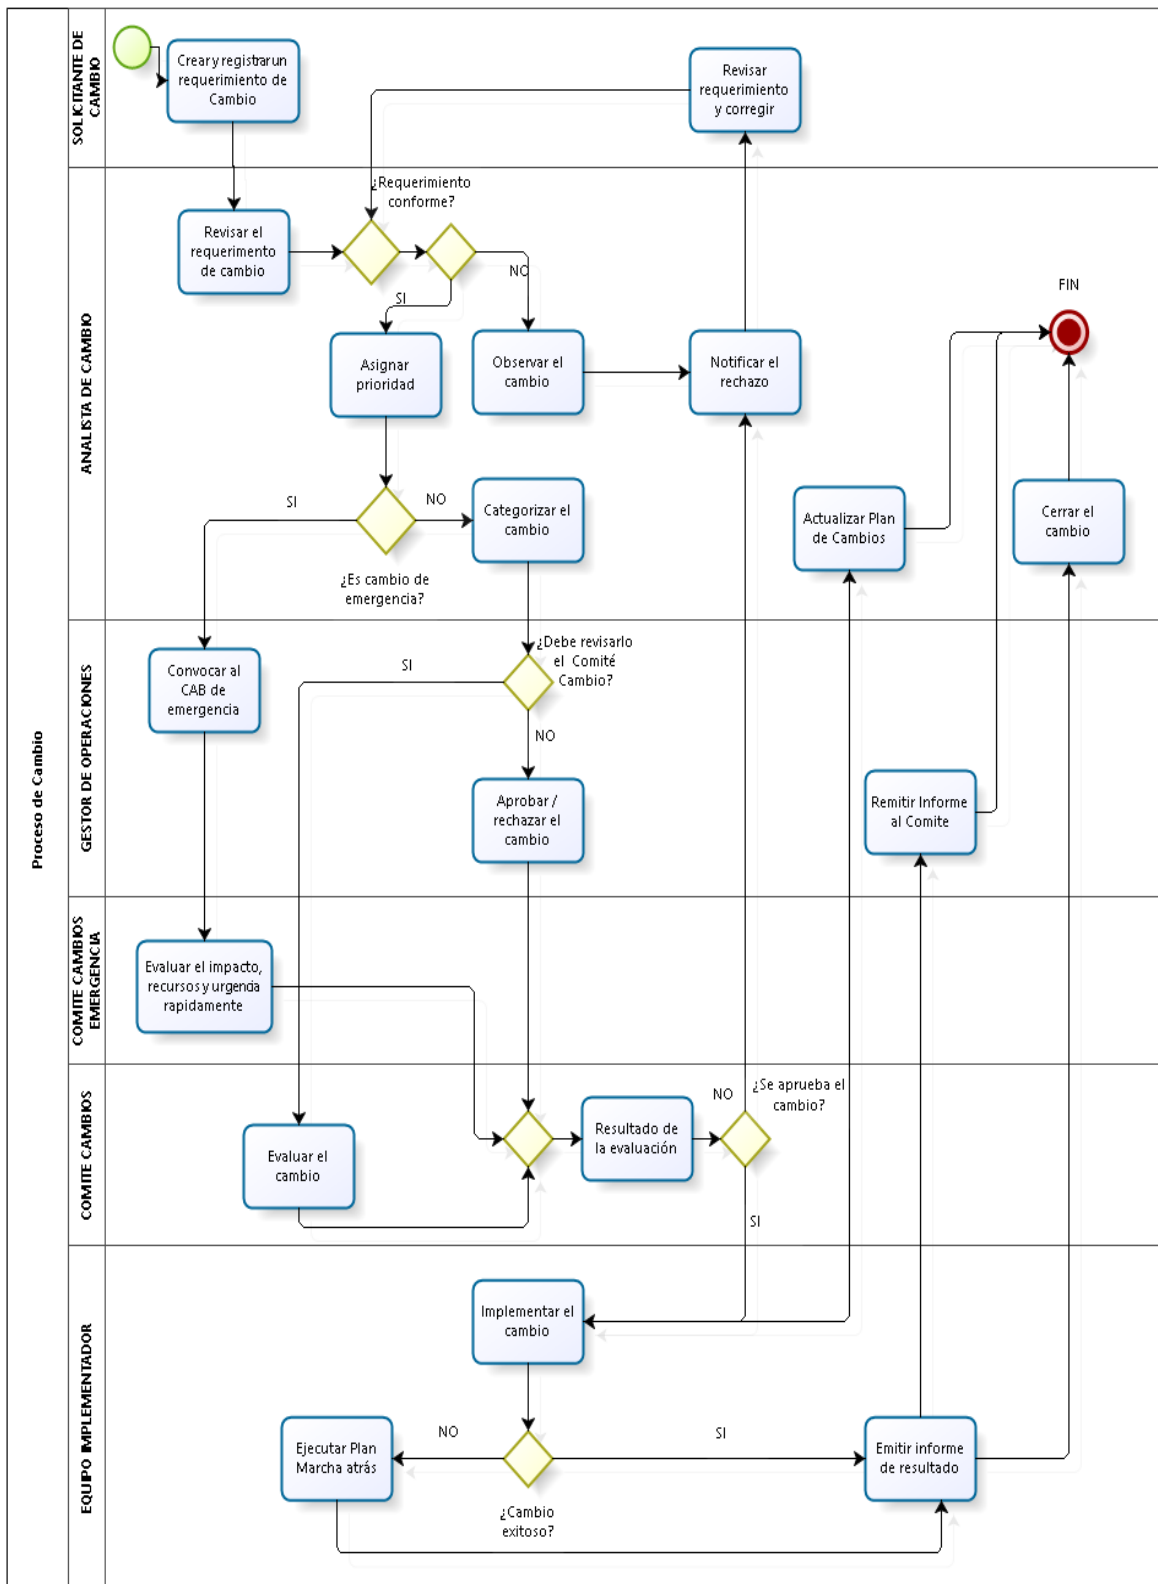 Proceso de Cambio
SOLICITANTE DE
CAMBIO
Crear y registrar un
requerimiento de
Cambio
Revisar
requerimiento
y corregir
ANALISTA DE CAMBIO
¿Requerimiento
conforme?
Revisar el
requerimento
de cambio
NO
SI
FIN
Asignar
prioridad
Observar el
cambio
Notificar el
rechazo
SI
NO
Categorizar el
cambio
Actualizar Plan
de Cambios
Cerrar el
cambio
¿Es cambio de
emergencia?
GESTOR DE OPERACIONES
¿Debe revisarlo
el Comité
Cambio?
SI
Convocar al
CAB de
emergencia
NO
Aprobar /
rechazar el
cambio
Remitir Informe
al Comite
COMITE CAMBIOS
EMERGENCIA
Evaluar el impacto,
recursos y urgencia
rapidamente
COMITE CAMBIOS
NO
¿Se aprueba el
cambio?
Resultado de
la evaluación
Evaluar el
cambio
SI
EQUIPO IMPLEMENTADOR
Implementar el
cambio
NO
SI
Ejecutar Plan
Marcha atrás
Emitir informe
de resultado
¿Cambio
exitoso?